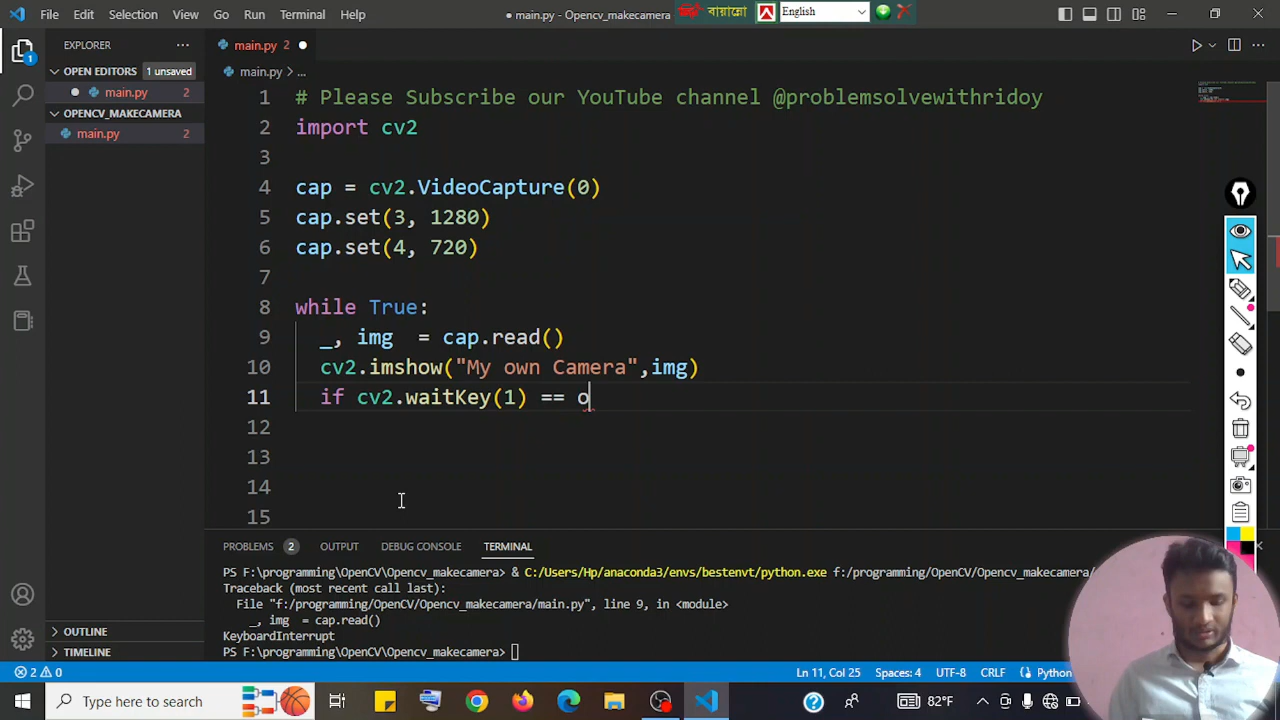 File Edit Selection View Go Run Terminal Help
● main.py - Opencv_makecamera
বায়ান্নো English
EXPLORER
main.py 2
OPEN EDITORS 1 unsaved
main.py > ...
main.py 2
OPENCV_MAKECAMERA
main.py 2
1
1 # Please Subscribe our YouTube channel @problemsolvewithridoy
2 import cv2
3
4 cap = cv2.VideoCapture(0)
5 cap.set(3, 1280)
6 cap.set(4, 720)
7
8 while True:
9 _, img = cap.read()
10 cv2.imshow("My own Camera",img)
11 if cv2.waitKey(1) == o
12
13
14
15
PROBLEMS 2 OUTPUT DEBUG CONSOLE TERMINAL
PS F:\programming\OpenCV\Opencv_makecamera> & C:/Users/Hp/anaconda3/envs/bestenvt/python.exe f:/programming/OpenCV/Opencv_makecamera/
Traceback (most recent call last):
File "f:/programming/OpenCV/Opencv_makecamera/main.py", line 9, in <module>
_, img = cap.read()
KeyboardInterrupt
PS F:\programming\OpenCV\Opencv_makecamera>
OUTLINE
TIMELINE
2 0 Ln 11, Col 25 Spaces: 4 UTF-8 CRLF Python
Type here to search
82°F